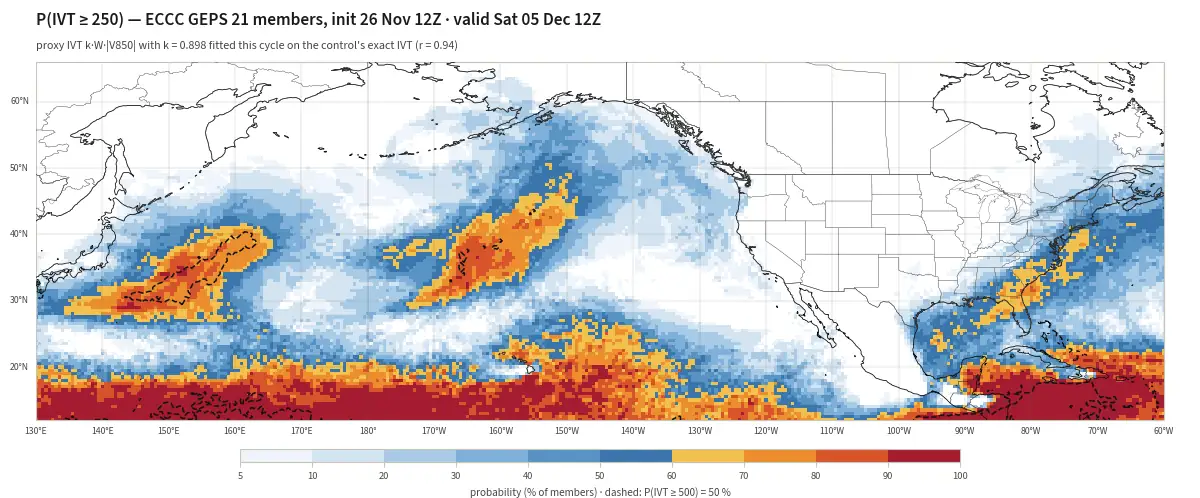 P(IVT ≥ 250) — ECCC GEPS 21 members, init 26 Nov 12Z · valid Sat 05 Dec 12Z
proxy IVT k·W·|V850| with k = 0.898 fitted this cycle on the control's exact IVT (r = 0.94)
60°N
50°N
40°N
30°N
20°N
130°E 140°E 150°E 160°E 170°E 180° 170°W 160°W 150°W 140°W 130°W 120°W 110°W 100°W 90°W 80°W 70°W 60°W
5 10 20 30 40 50 60 70 80 90 100
probability (% of members) · dashed: P(IVT ≥ 500) = 50 %